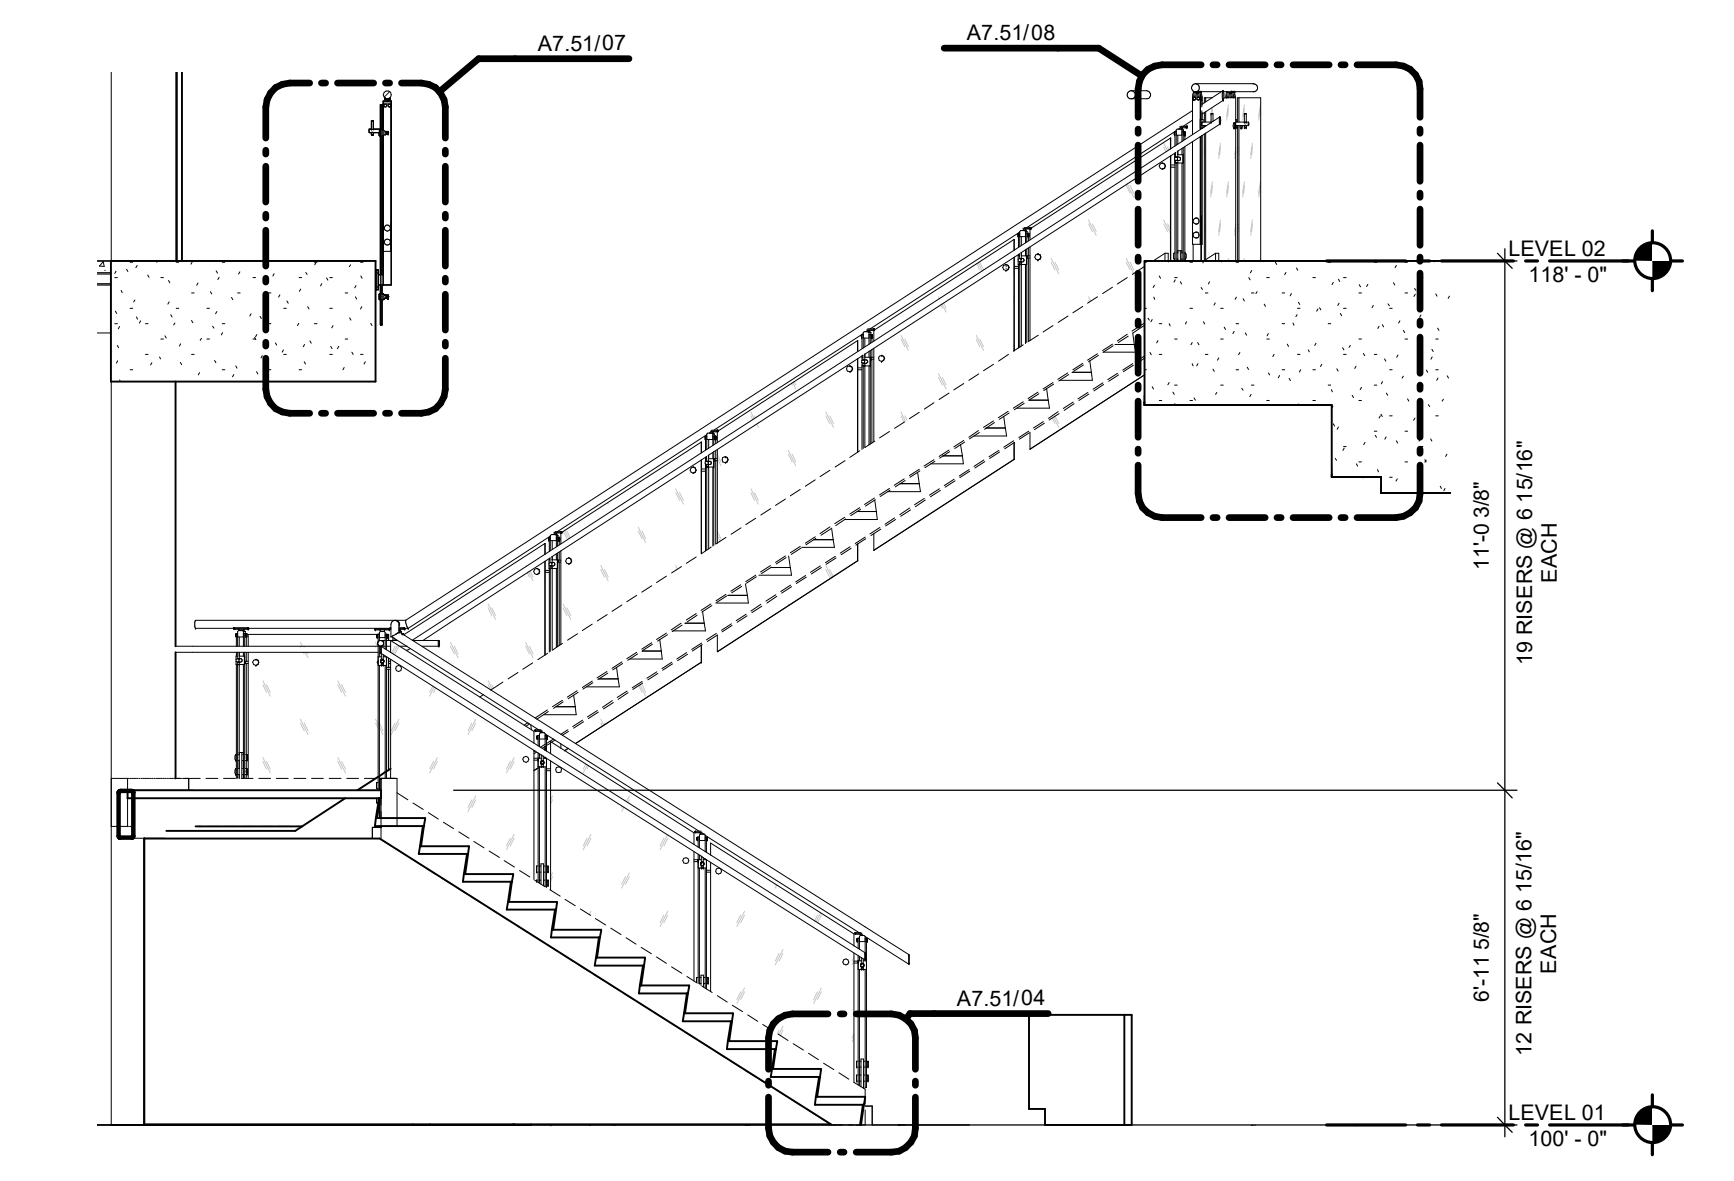 A7.51/07
A7.51/08
LEVEL 02
118' - 0"
11'-0 3/8"
19 RISERS @ 6 15/16"
EACH
6'-11 5/8"
12 RISERS @ 6 15/16"
EACH
A7.51/04
LEVEL 01
100' - 0"